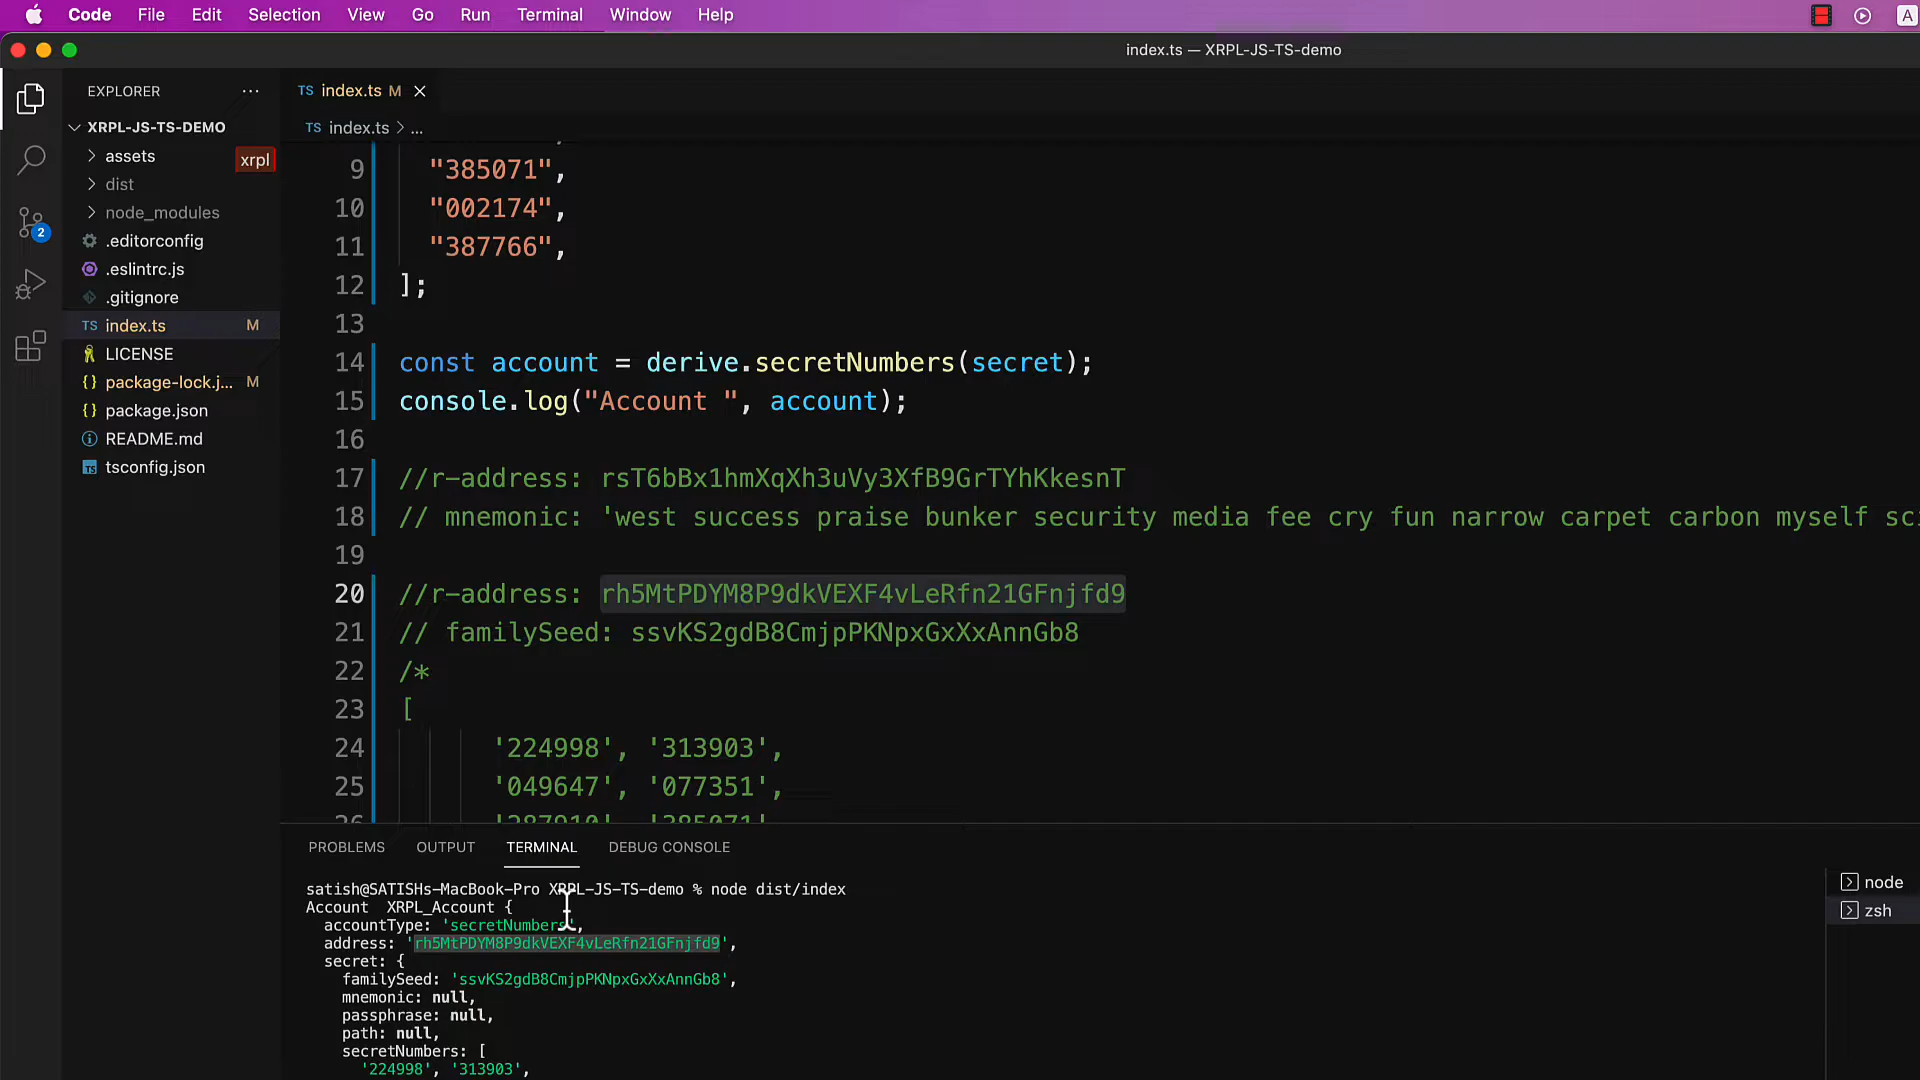 Code File Edit Selection View Go Run Terminal Window Help A
index.ts — XRPL-JS-TS-demo
EXPLORER ···
XRPL-JS-TS-DEMO
assets
xrpl
dist
node_modules
.editorconfig
.eslintrc.js
.gitignore
TS index.ts M
LICENSE
{} package-lock.j... M
{} package.json
README.md
TS tsconfig.json
2
TS index.ts M ×
TS index.ts > ...
9 "385071",
10 "002174",
11 "387766",
12 ];
13
14 const account = derive.secretNumbers(secret);
15 console.log("Account ", account);
16
17 //r-address: rsT6bBx1hmXqXh3uVy3XfB9GrTYhKkesnT
18 // mnemonic: 'west success praise bunker security media fee cry fun narrow carpet carbon myself sci
19
20 //r-address: rh5MtPDYM8P9dkVEXF4vLeRfn21GFnjfd9
21 // familySeed: ssvKS2gdB8CmjpPKNpxGxXxAnnGb8
22 /*
23 [
24 '224998', '313903',
25 '049647', '077351',
26 '287910', '385071',
PROBLEMS OUTPUT TERMINAL DEBUG CONSOLE
satish@SATISHs-MacBook-Pro XRPL-JS-TS-demo % node dist/index
Account  XRPL_Account {
accountType: 'secretNumbers',
address: 'rh5MtPDYM8P9dkVEXF4vLeRfn21GFnjfd9',
secret: {
familySeed: 'ssvKS2gdB8CmjpPKNpxGxXxAnnGb8',
mnemonic: null,
passphrase: null,
path: null,
secretNumbers: [
'224998', '313903',
node
zsh